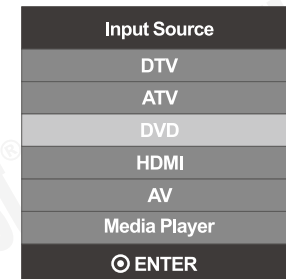 Input Source
DTV
ATV
DVD
HDMI
AV
Media Player
ENTER